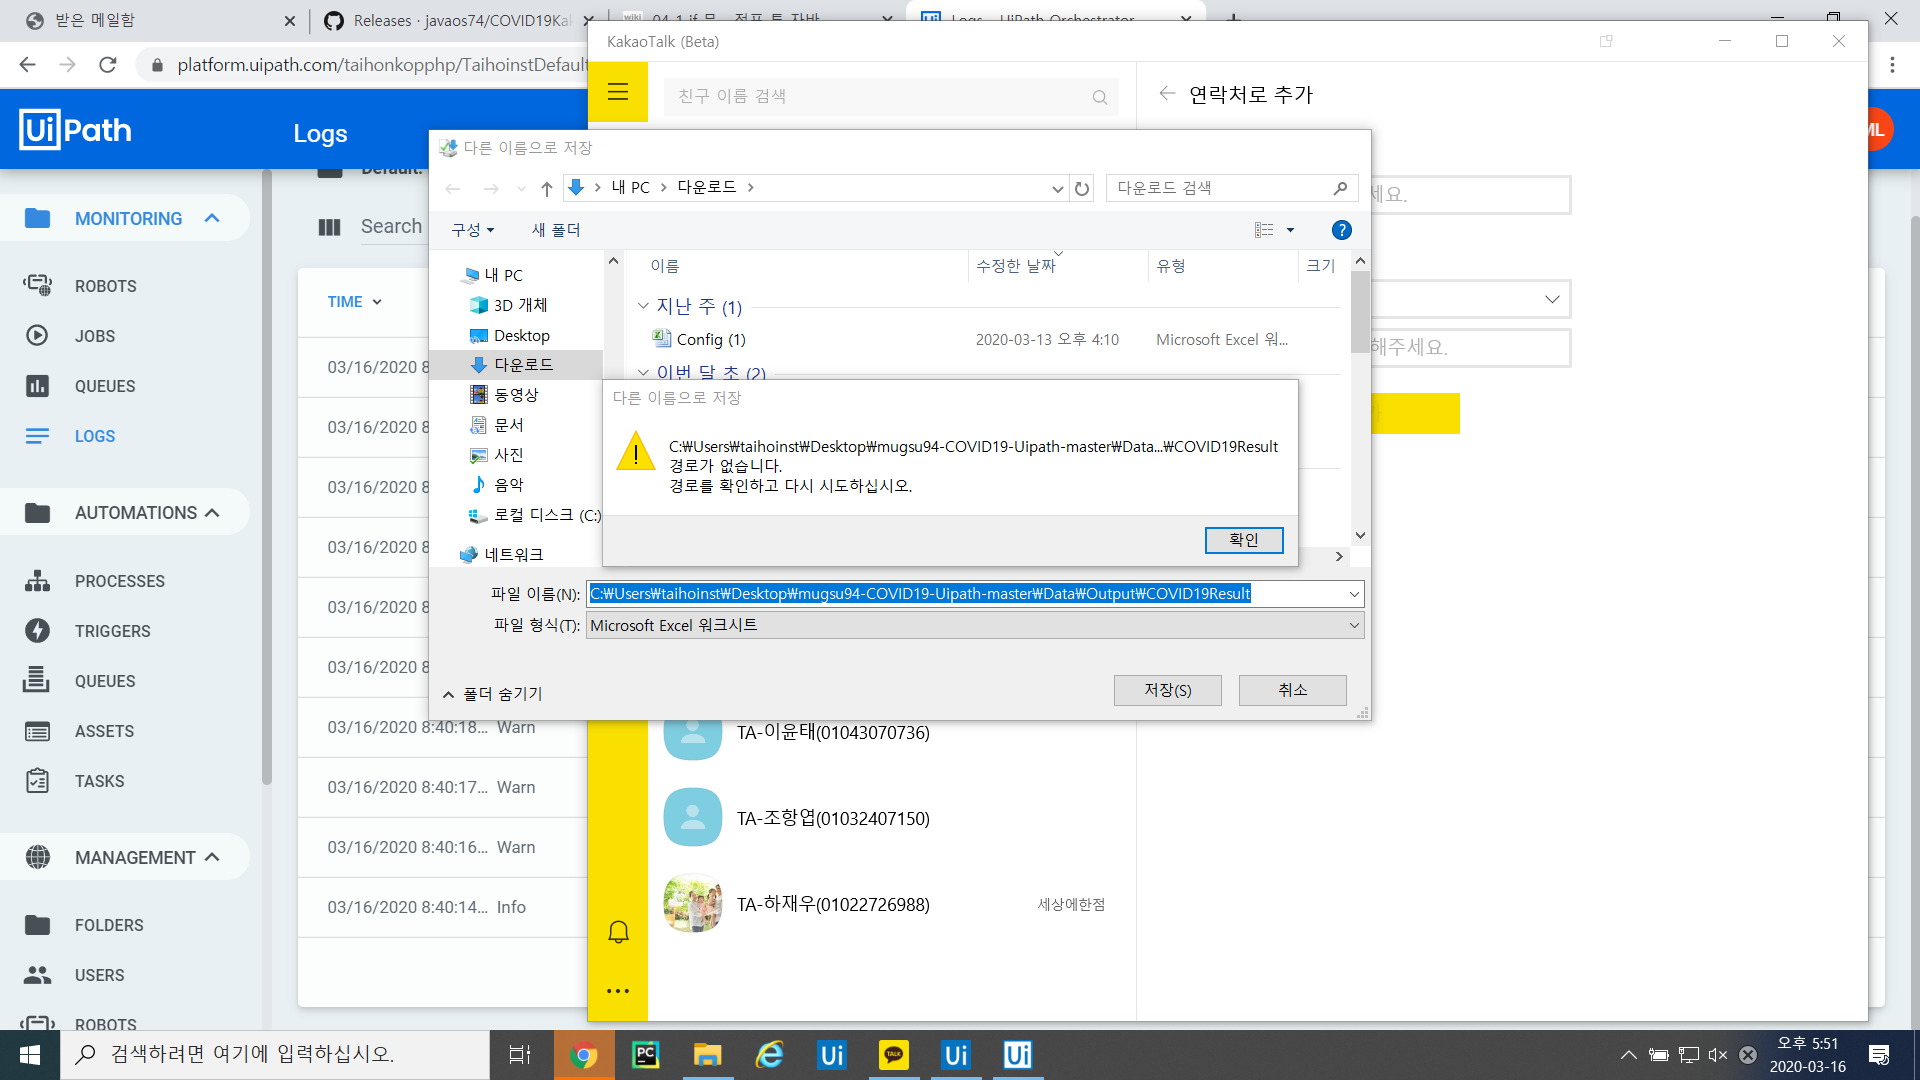 받은 메일함
Releases · javaos74/COVID19Ka
Logs - UiPath Orchestrator
platform.uipath.com/taihonkopphp/TaihoinstDefault
KakaoTalk (Beta)
친구 이름 검색
연락처로 추가
UiPath
Logs
ML
Default.
Search
MONITORING
ROBOTS
JOBS
QUEUES
LOGS
AUTOMATIONS
PROCESSES
TRIGGERS
QUEUES
ASSETS
TASKS
MANAGEMENT
FOLDERS
USERS
ROBOTS
TIME
03/16/2020 8
03/16/2020 8
03/16/2020 8
03/16/2020 8
03/16/2020 8
03/16/2020 8
03/16/2020 8:40:18... Warn
03/16/2020 8:40:17... Warn
03/16/2020 8:40:16... Warn
03/16/2020 8:40:14... Info
다른 이름으로 저장
내 PC 다운로드
다운로드 검색
구성 새 폴더
내 PC
3D 개체
Desktop
다운로드
동영상
문서
사진
음악
로컬 디스크 (C:)
네트워크
이름 수정한 날짜 유형 크기
지난 주 (1)
Config (1) 2020-03-13 오후 4:10 Microsoft Excel 워...
이번 달 초 (2)
다른 이름으로 저장
C:₩Users₩taihoinst₩Desktop₩mugsu94-COVID19-Uipath-master₩Data...₩COVID19Result
경로가 없습니다.
경로를 확인하고 다시 시도하십시오.
확인
파일 이름(N): C:₩Users₩taihoinst₩Desktop₩mugsu94-COVID19-Uipath-master₩Data₩Output₩COVID19Result
파일 형식(T): Microsoft Excel 워크시트
폴더 숨기기
저장(S)
취소
세요.
해주세요.
TA-이윤태(01043070736)
TA-조항엽(01032407150)
TA-하재우(01022726988)
세상에한점
검색하려면 여기에 입력하십시오.
PC
Ui
TALK
Ui
Ui
오후 5:51
2020-03-16